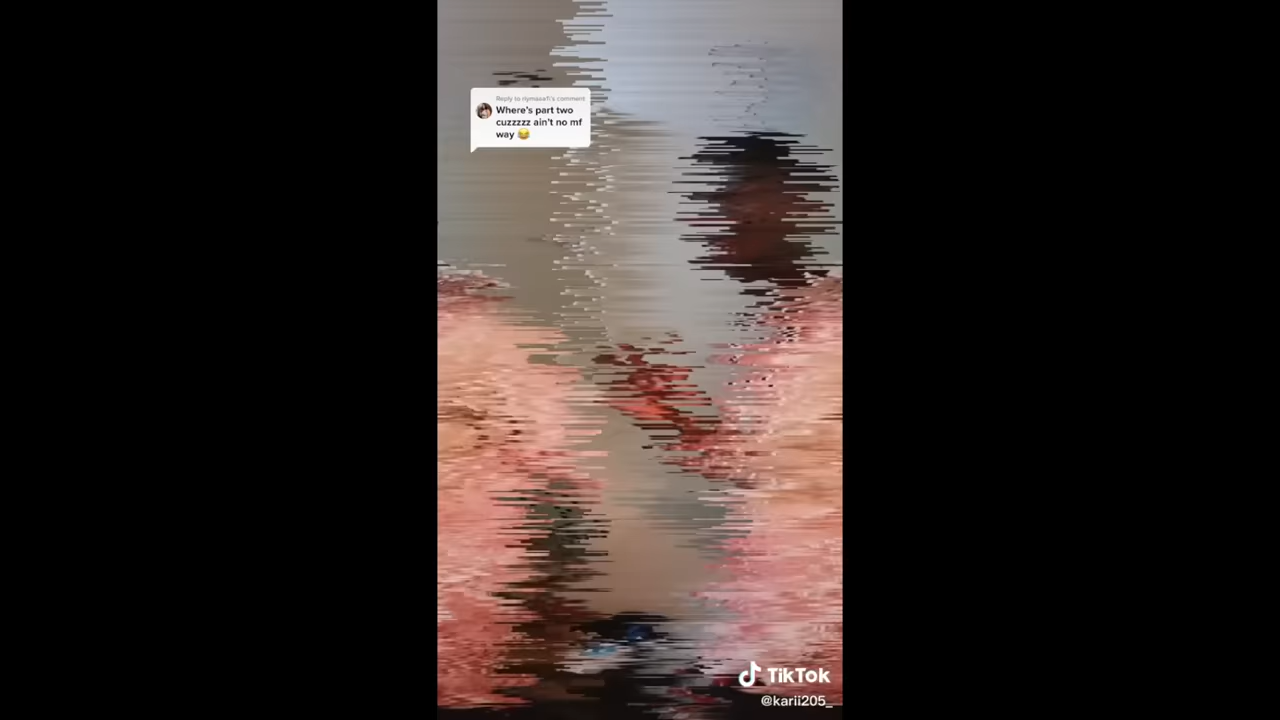 Where's part two
cuzzzzz ain't no mf
way 😂
TikTok
@karii205_